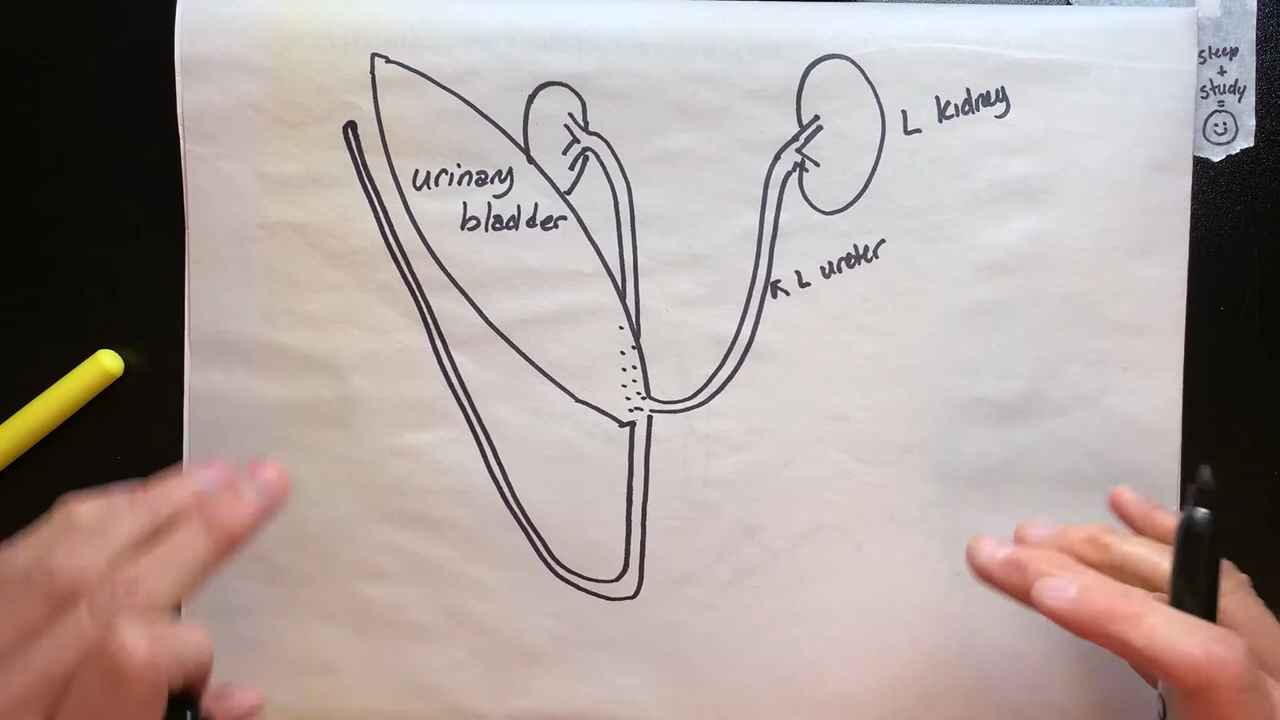 urinary
bladder
L kidney
L ureter
sleep
+
study
=